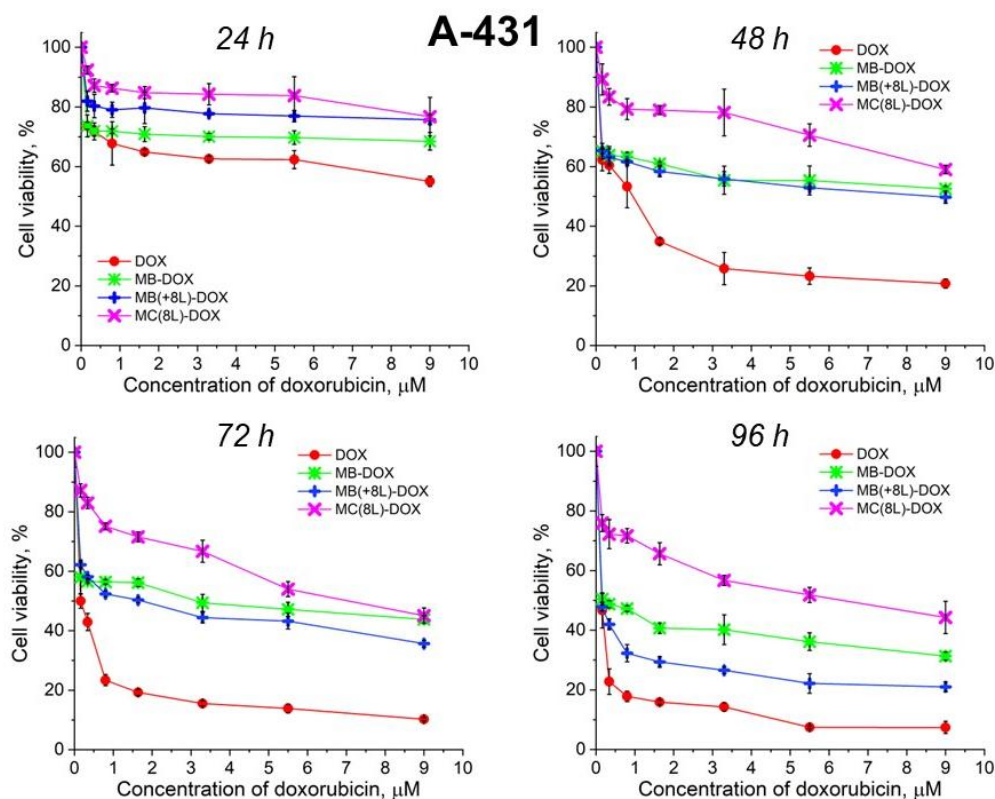 A-431
24 h
Cell viability, %
100
80
60
40
20
0
DOX
MB-DOX
MB(+8L)-DOX
MC(8L)-DOX
0 1 2 3 4 5 6 7 8 9 10
Concentration of doxorubicin, μM
48 h
Cell viability, %
100
80
60
40
20
0
DOX
MB-DOX
MB(+8L)-DOX
MC(8L)-DOX
0 1 2 3 4 5 6 7 8 9 10
Concentration of doxorubicin, μM
72 h
Cell viability, %
100
80
60
40
20
0
DOX
MB-DOX
MB(+8L)-DOX
MC(8L)-DOX
0 1 2 3 4 5 6 7 8 9 10
Concentration of doxorubicin, μM
96 h
Cell viability, %
100
80
60
40
20
0
DOX
MB-DOX
MB(+8L)-DOX
MC(8L)-DOX
0 1 2 3 4 5 6 7 8 9 10
Concentration of doxorubicin, μM